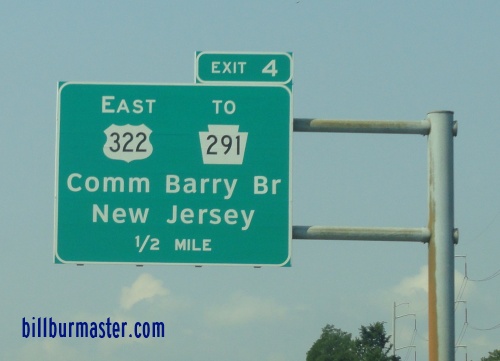 EXIT 4
EAST TO
322 291
Comm Barry Br
New Jersey
1/2 MILE
billburmaster.com